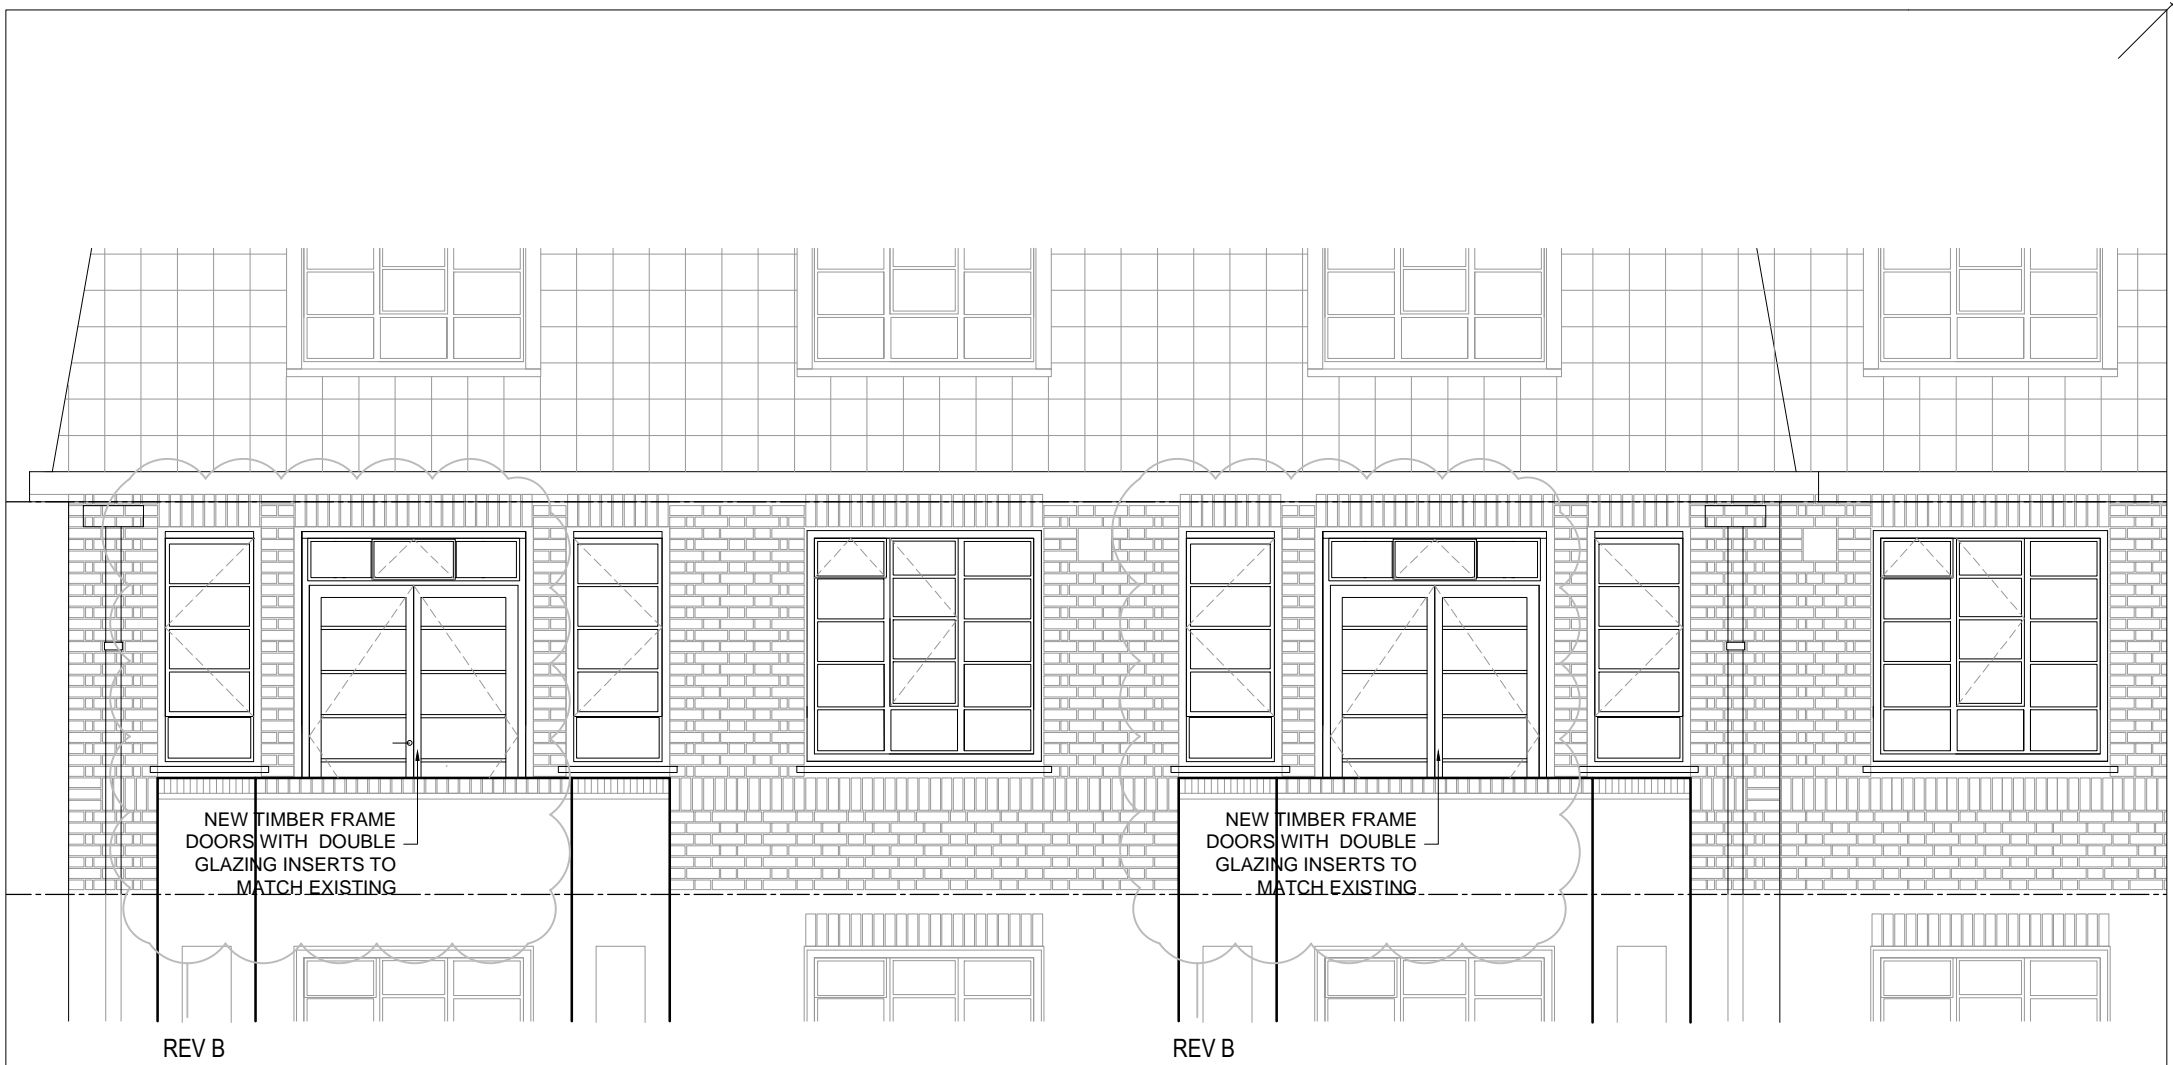 NEW TIMBER FRAME
DOORS WITH DOUBLE
GLAZING INSERTS TO
MATCH EXISTING
NEW TIMBER FRAME
DOORS WITH DOUBLE
GLAZING INSERTS TO
MATCH EXISTING
REV B
REV B